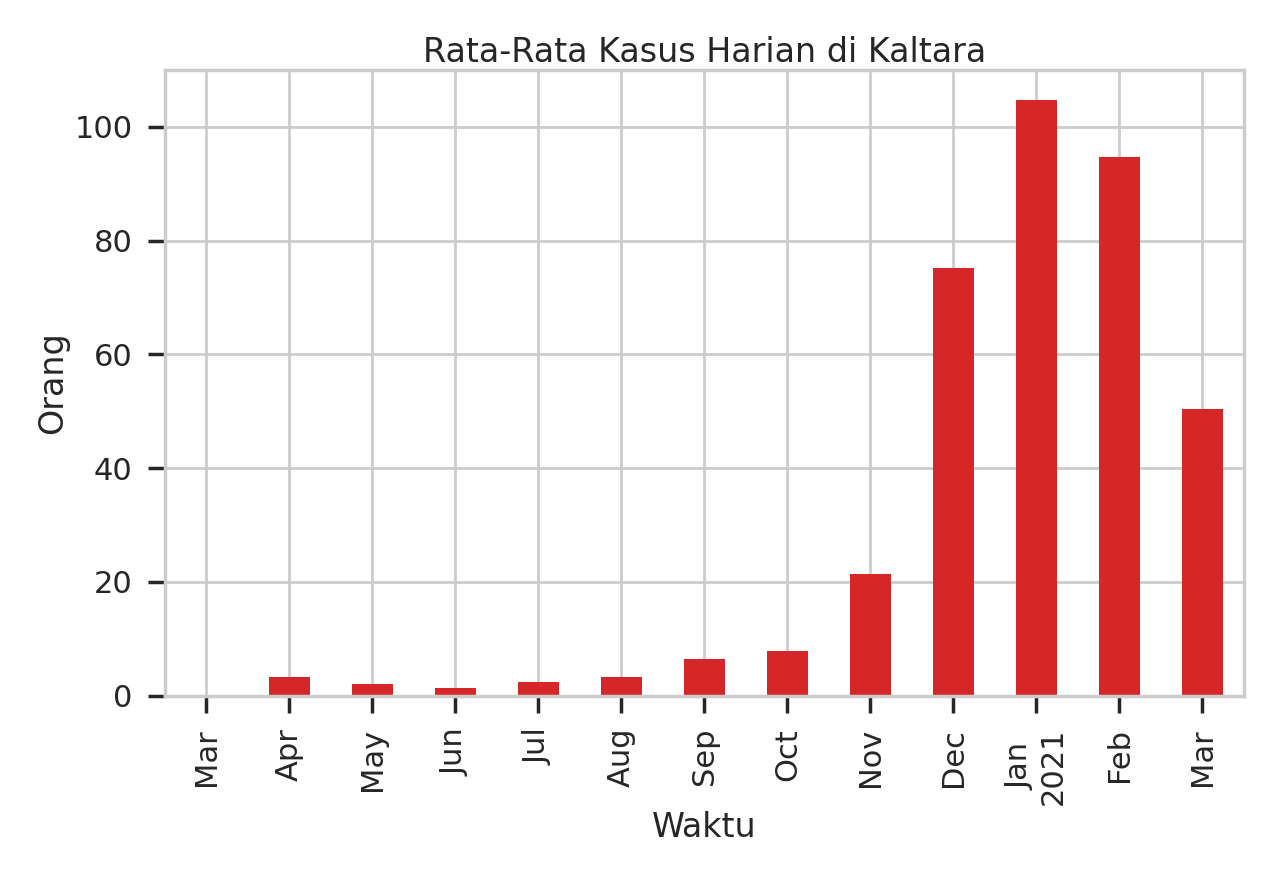 Rata-Rata Kasus Harian di Kaltara
Orang
100
80
60
40
20
0
Mar
Apr
May
Jun
Jul
Aug
Sep
Oct
Nov
Dec
Jan
2021
Feb
Mar
Waktu